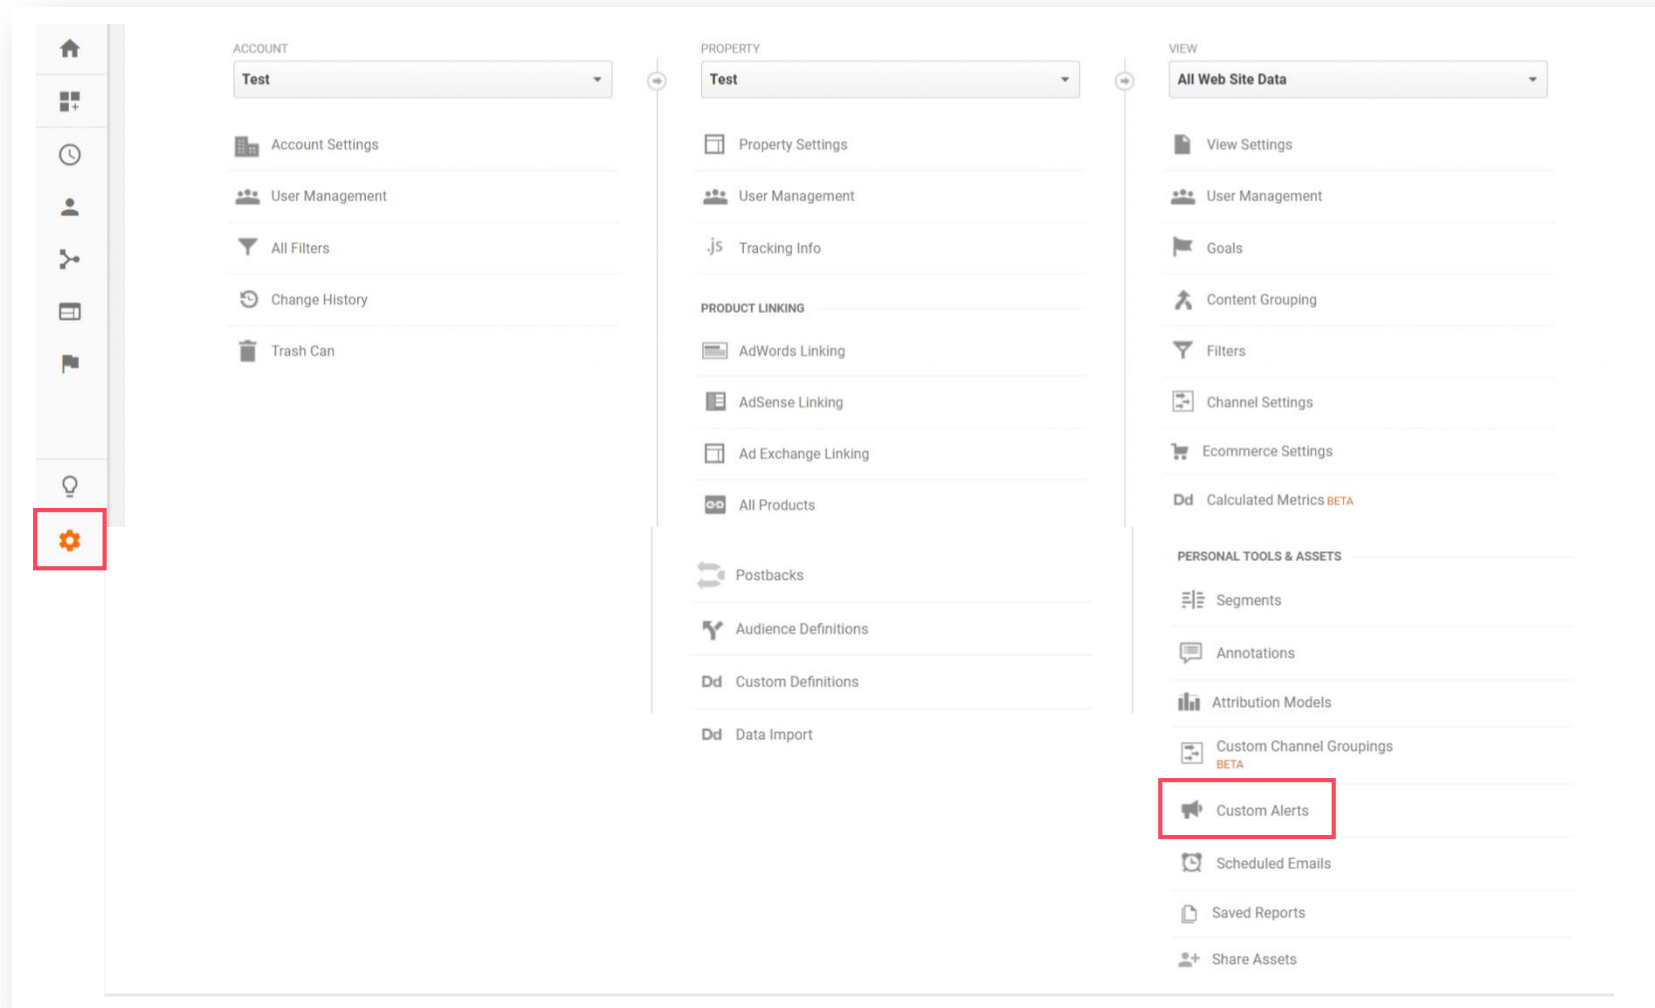 ACCOUNT
Test
Account Settings
User Management
All Filters
Change History
Trash Can
PROPERTY
Test
Property Settings
User Management
.js Tracking Info
PRODUCT LINKING
AdWords Linking
AdSense Linking
Ad Exchange Linking
All Products
Postbacks
Audience Definitions
Dd Custom Definitions
Dd Data Import
VIEW
All Web Site Data
View Settings
User Management
Goals
Content Grouping
Filters
Channel Settings
Ecommerce Settings
Dd Calculated Metrics BETA
PERSONAL TOOLS & ASSETS
Segments
Annotations
Attribution Models
Custom Channel Groupings
BETA
Custom Alerts
Scheduled Emails
Saved Reports
Share Assets